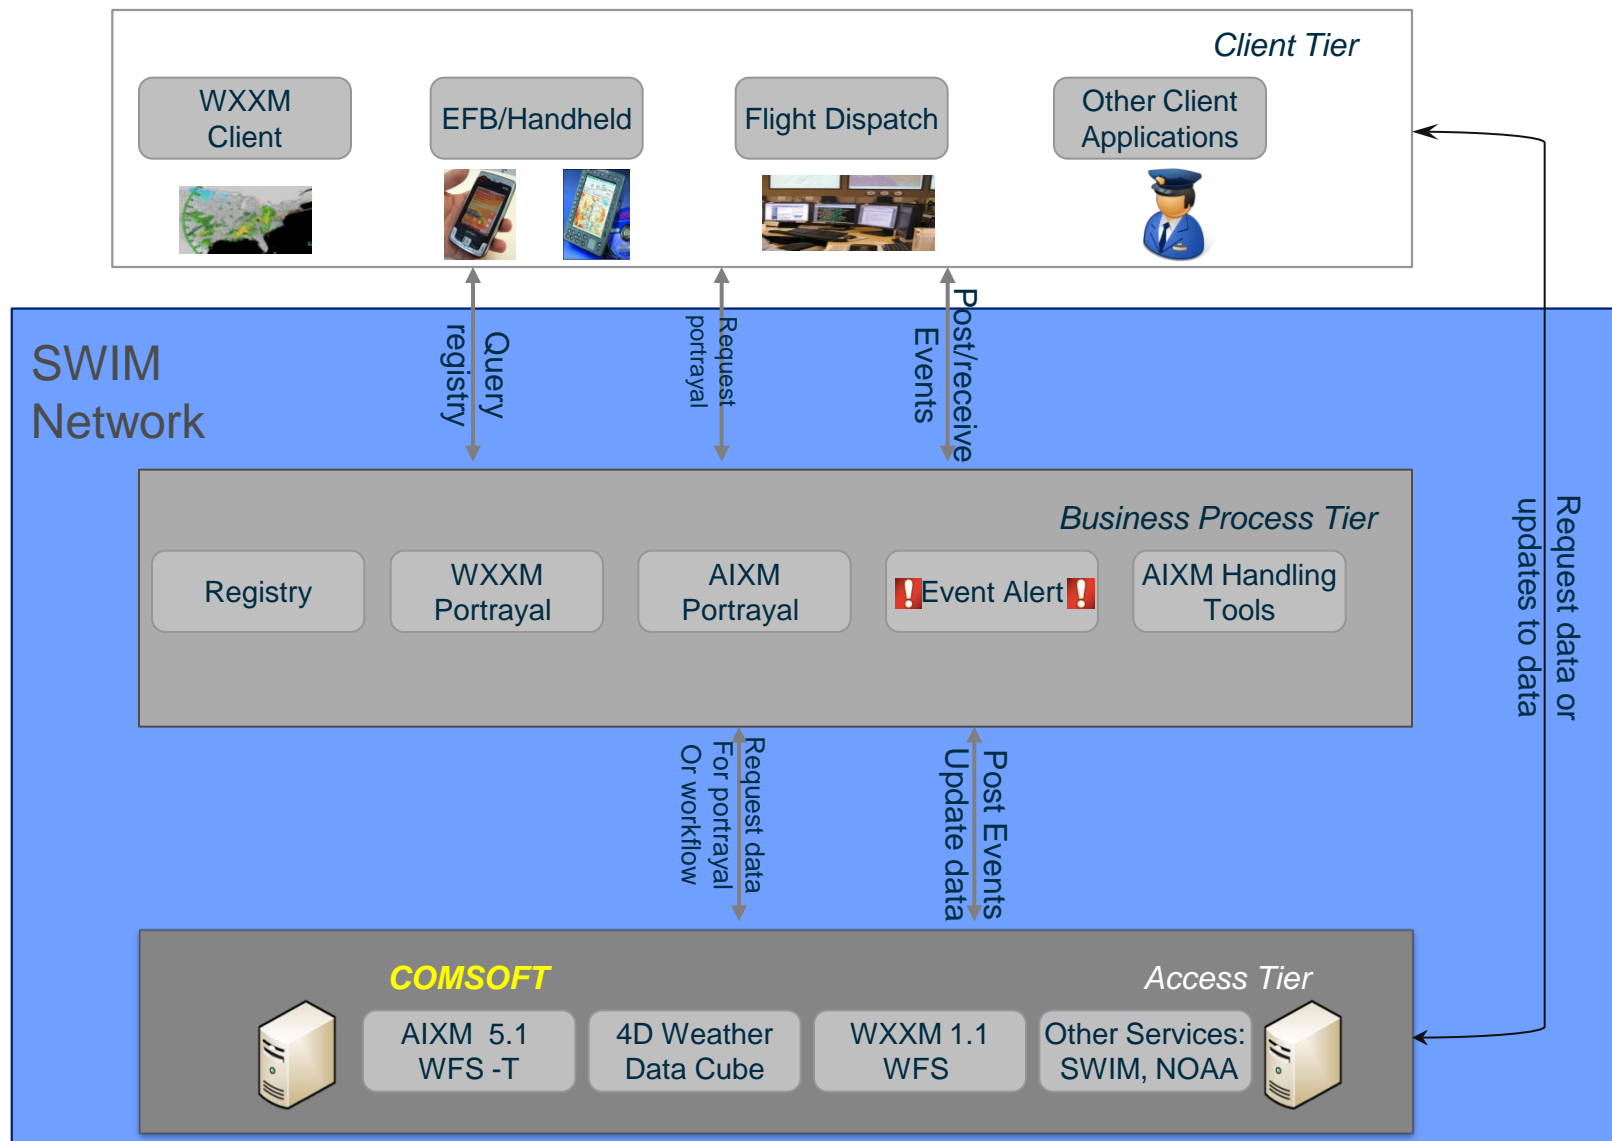 Client Tier
WXXM
Client
EFB/Handheld
Flight Dispatch
Other Client
Applications
SWIM
Network
Query
registry
Request
portrayal
Post/receive
Events
Request data or
updates to data
Business Process Tier
Registry
WXXM
Portrayal
AIXM
Portrayal
Event Alert
AIXM Handling
Tools
Request data
For portrayal
Or workflow
Post Events
Update data
COMSOFT
Access Tier
AIXM 5.1
WFS -T
4D Weather
Data Cube
WXXM 1.1
WFS
Other Services:
SWIM, NOAA